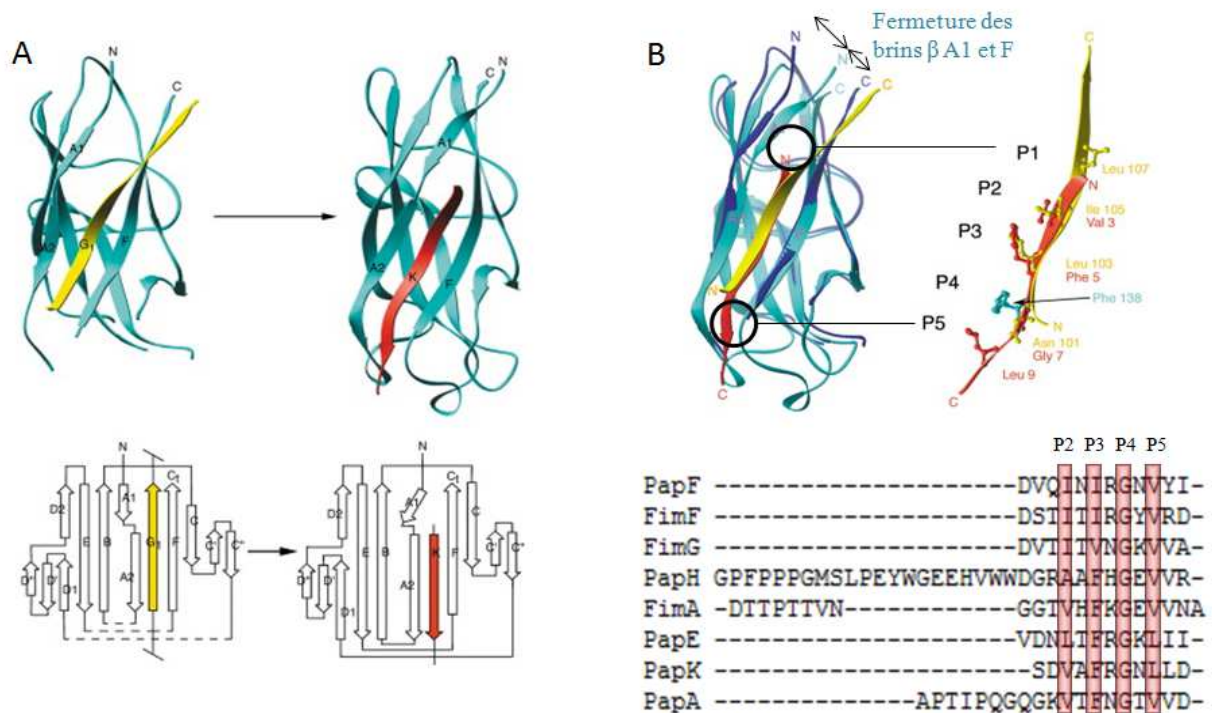 A
N
C
A1
A2
G1
F
C
N
A1
A2
K
F
B
Fermeture des
brins β A1 et F
N
N
C
C
C
N
N
C
P5
C
P1
Leu 107
P2
N
Ile 105
Val 3
P3
Leu 103
Phe 5
P4
Phe 138
N
Asn 101
Gly 7
Leu 9
C
N
C1
D2
A1
C
E
B
G1
F
C'
C"
D"
D'
D1
A2
N
C1
D2
A1
C
E
B
K
F
C'
C"
D"
D'
D1
A2
P2 P3 P4 P5
PapF ---------------------DVQINIRGNVYI-
FimF ---------------------DSTITIRGYVRD-
FimG ---------------------DVTITVNGKVVA-
PapH GPFPPPGMSLPEYWGEEHVWWDGRAAFHGEVVR-
FimA -DTTPTTVN------------GGTVHFKGEVVNA
PapE ---------------------VDNLTFRGKLII-
PapK ----------------------SDVAFRGNLLD-
PapA --------------APTIPQGQGKVTFNGTVVD-